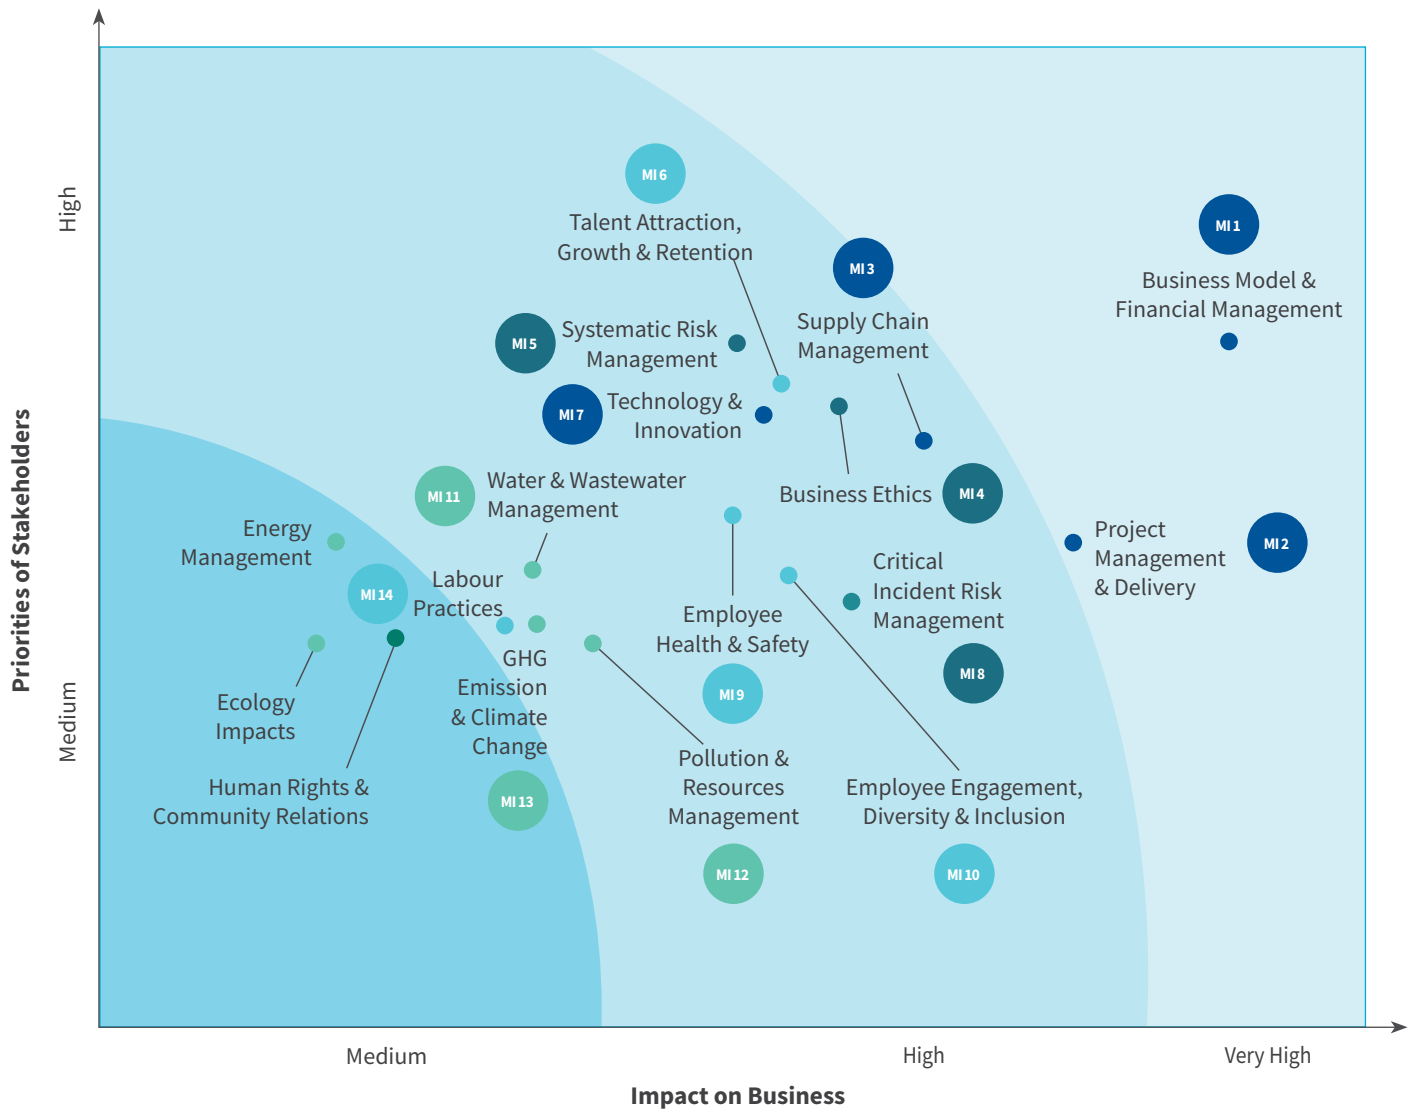 High
Medium
Priorities of Stakeholders
MI 6
Talent Attraction,
Growth & Retention
MI 1
Business Model &
Financial Management
MI 3
Supply Chain
Management
MI 5
Systematic Risk
Management
MI 7
Technology &
Innovation
MI 11
Water & Wastewater
Management
Business Ethics
MI 4
Energy
Management
Project
Management
& Delivery
MI 2
MI 14
Labour
Practices
Critical
Incident Risk
Management
Employee
Health & Safety
MI 9
MI 8
GHG
Emission
& Climate
Change
MI 13
Ecology
Impacts
Human Rights &
Community Relations
Pollution &
Resources
Management
MI 12
Employee Engagement,
Diversity & Inclusion
MI 10
Medium
High
Very High
Impact on Business